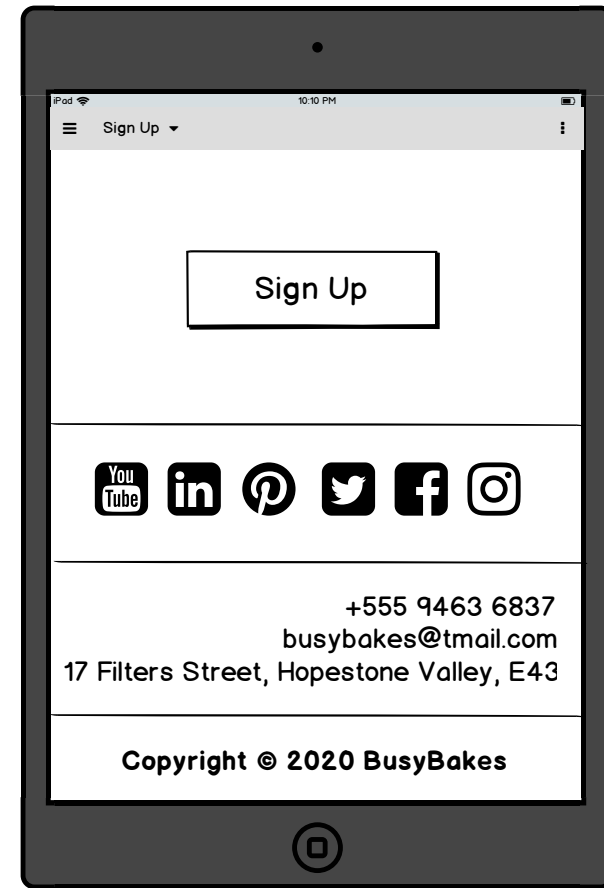 iPad 10:10 PM
Sign Up
Sign Up
You Tube in
+555 9463 6837
busybakes@tmail.com
17 Filters Street, Hopestone Valley, E43
Copyright © 2020 BusyBakes